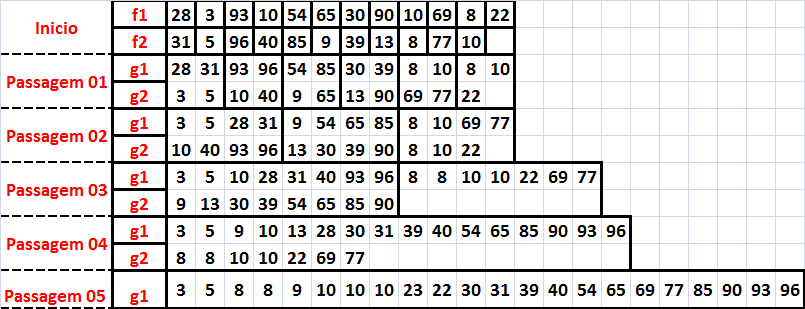 Inicio
f1 28 3 93 10 54 65 30 90 10 69 8 22
f2 31 5 96 40 85 9 39 13 8 77 10
Passagem 01
g1 28 31 93 96 54 85 30 39 8 10 8 10
g2 3 5 10 40 9 65 13 90 69 77 22
Passagem 02
g1 3 5 28 31 9 54 65 85 8 10 69 77
g2 10 40 93 96 13 30 39 90 8 10 22
Passagem 03
g1 3 5 10 28 31 40 93 96 8 8 10 10 22 69 77
g2 9 13 30 39 54 65 85 90
Passagem 04
g1 3 5 9 10 13 28 30 31 39 40 54 65 85 90 93 96
g2 8 8 10 10 22 69 77
Passagem 05
g1 3 5 8 8 9 10 10 10 23 22 30 31 39 40 54 65 69 77 85 90 93 96